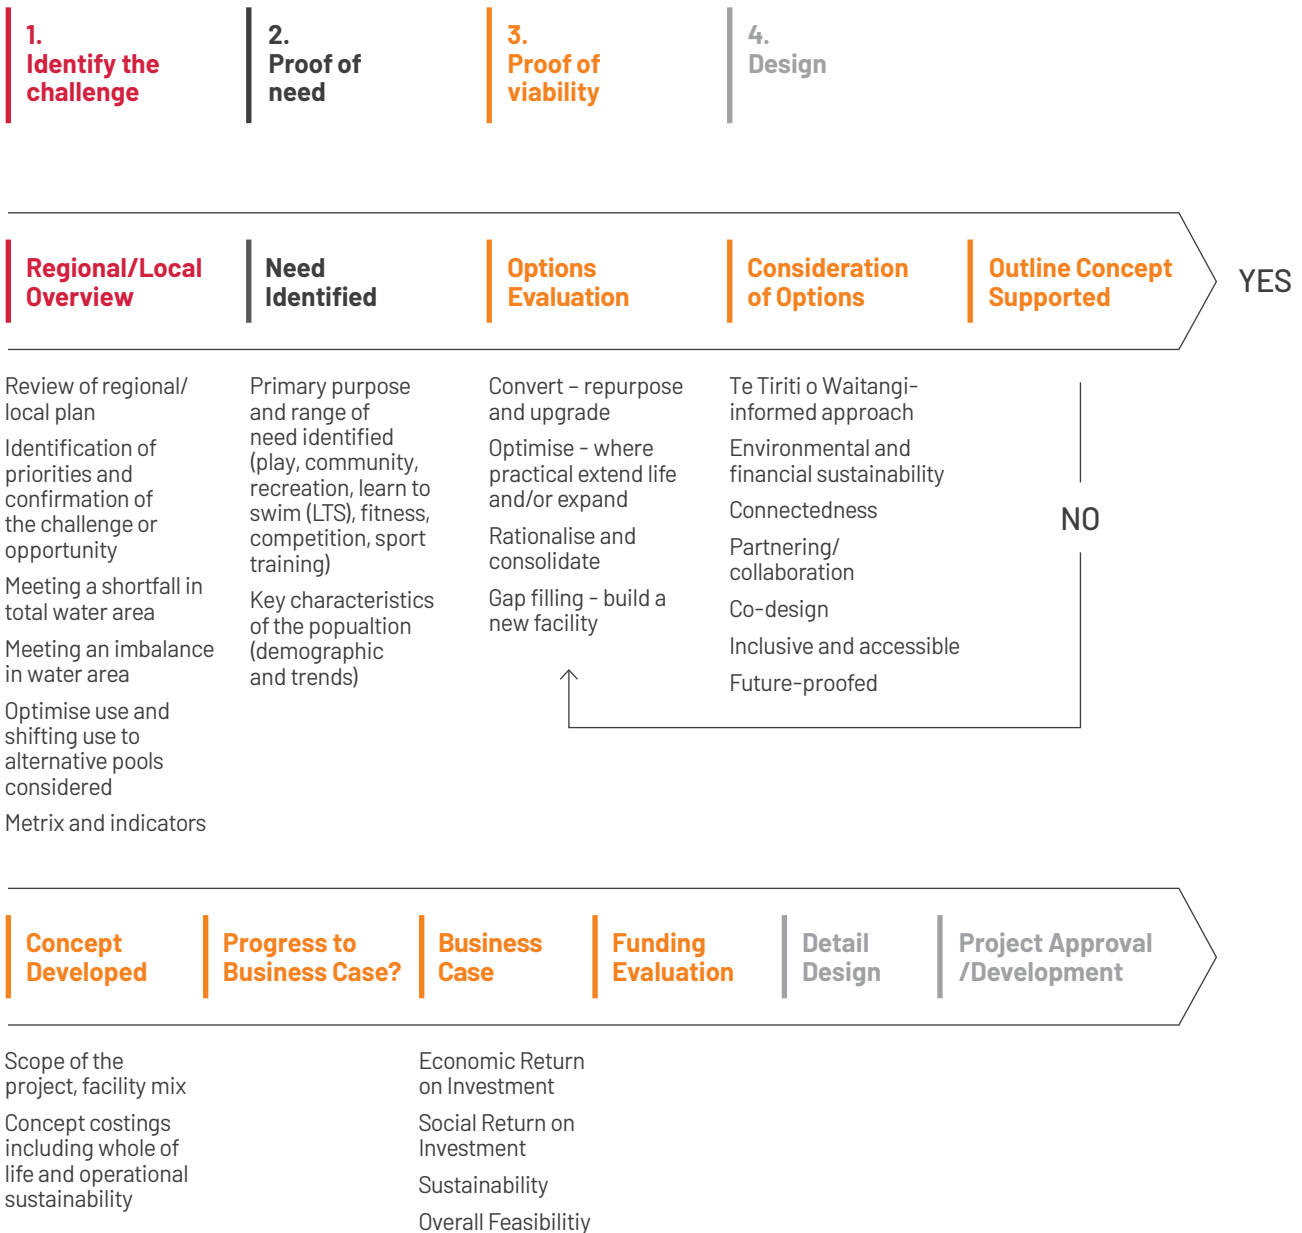 1.
Identify the
challenge
2.
Proof of
need
3.
Proof of
viability
4.
Design
Regional/Local
Overview
Need
Identified
Options
Evaluation
Consideration
of Options
Outline Concept
Supported
YES
Review of regional/
local plan
Identification of
priorities and
confirmation of
the challenge or
opportunity
Meeting a shortfall in
total water area
Meeting an imbalance
in water area
Optimise use and
shifting use to
alternative pools
considered
Metrix and indicators
Primary purpose
and range of
need identified
(play, community,
recreation, learn to
swim (LTS), fitness,
competition, sport
training)
Key characteristics
of the popualtion
(demographic
and trends)
Convert – repurpose
and upgrade
Optimise - where
practical extend life
and/or expand
Rationalise and
consolidate
Gap filling - build a
new facility
Te Tiriti o Waitangi-
informed approach
Environmental and
financial sustainability
Connectedness
Partnering/
collaboration
Co-design
Inclusive and accessible
Future-proofed
NO
Concept
Developed
Progress to
Business Case?
Business
Case
Funding
Evaluation
Detail
Design
Project Approval
/Development
Scope of the
project, facility mix
Concept costings
including whole of
life and operational
sustainability
Economic Return
on Investment
Social Return on
Investment
Sustainability
Overall Feasibilitiy